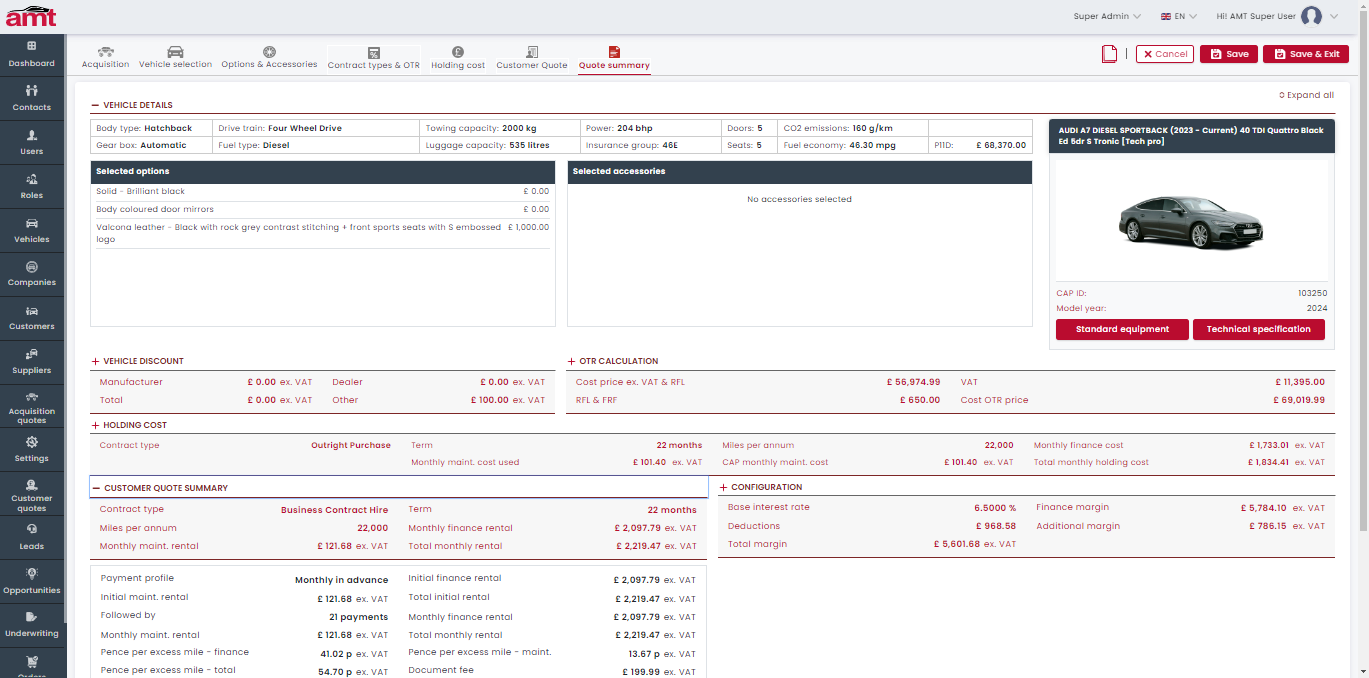 amt
Super Admin
EN
Hi! AMT Super User
Dashboard
Contacts
Users
Roles
Vehicles
Companies
Customers
Suppliers
Acquisition
quotes
Settings
Customer
quotes
Leads
Opportunities
Underwriting
Orders
Acquisition
Vehicle selection
Options & Accessories
Contract types & OTR
Holding cost
Customer Quote
Quote summary
Cancel
Save
Save & Exit
Expand all
VEHICLE DETAILS
Body type: Hatchback
Drive train: Four Wheel Drive
Towing capacity: 2000 kg
Power: 204 bhp
Doors: 5
CO2 emissions: 160 g/km
Gear box: Automatic
Fuel type: Diesel
Luggage capacity: 535 litres
Insurance group: 46E
Seats: 5
Fuel economy: 46.30 mpg
P11D: £ 68,370.00
Selected options
Solid - Brilliant black £ 0.00
Body coloured door mirrors £ 0.00
Valcona leather - Black with rock grey contrast stitching + front sports seats with S embossed £ 1,000.00
logo
Selected accessories
No accessories selected
AUDI A7 DIESEL SPORTBACK (2023 - Current) 40 TDI Quattro Black
Ed 5dr S Tronic [Tech pro]
CAP ID: 103250
Model year: 2024
Standard equipment
Technical specification
VEHICLE DISCOUNT
Manufacturer £ 0.00 ex. VAT Dealer £ 0.00 ex. VAT
Total £ 0.00 ex. VAT Other £ 100.00 ex. VAT
OTR CALCULATION
Cost price ex. VAT & RFL £ 56,974.99 VAT £ 11,395.00
RFL & FRF £ 650.00 Cost OTR price £ 69,019.99
HOLDING COST
Contract type Outright Purchase Term 22 months Miles per annum 22,000 Monthly finance cost £ 1,733.01 ex. VAT
Monthly maint. cost used £ 101.40 ex. VAT CAP monthly maint. cost £ 101.40 ex. VAT Total monthly holding cost £ 1,834.41 ex. VAT
CUSTOMER QUOTE SUMMARY
Contract type Business Contract Hire Term 22 months
Miles per annum 22,000 Monthly finance rental £ 2,097.79 ex. VAT
Monthly maint. rental £ 121.68 ex. VAT Total monthly rental £ 2,219.47 ex. VAT
CONFIGURATION
Base interest rate 6.5000 % Finance margin £ 5,784.10 ex. VAT
Deductions £ 968.58 Additional margin £ 786.15 ex. VAT
Total margin £ 5,601.68 ex. VAT
Payment profile Monthly in advance Initial finance rental £ 2,097.79 ex. VAT
Initial maint. rental £ 121.68 ex. VAT Total initial rental £ 2,219.47 ex. VAT
Followed by 21 payments Monthly finance rental £ 2,097.79 ex. VAT
Monthly maint. rental £ 121.68 ex. VAT Total monthly rental £ 2,219.47 ex. VAT
Pence per excess mile - finance 41.02 p ex. VAT Pence per excess mile - maint. 13.67 p ex. VAT
Pence per excess mile - total 54.70 p ex. VAT Document fee £ 199.99 ex. VAT